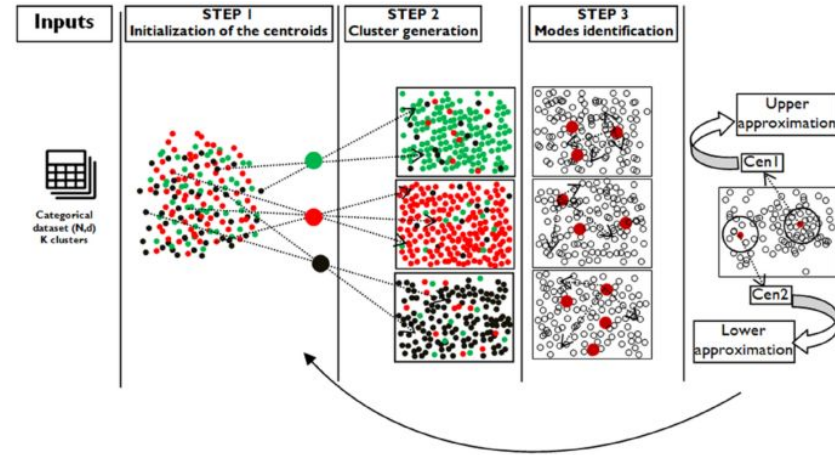 Inputs
STEP 1
Initialization of the centroids
STEP 2
Cluster generation
STEP 3
Modes identification
Categorical
dataset (N,d)
K clusters
Upper
approximation
Cen1
Cen2
Lower
approximation